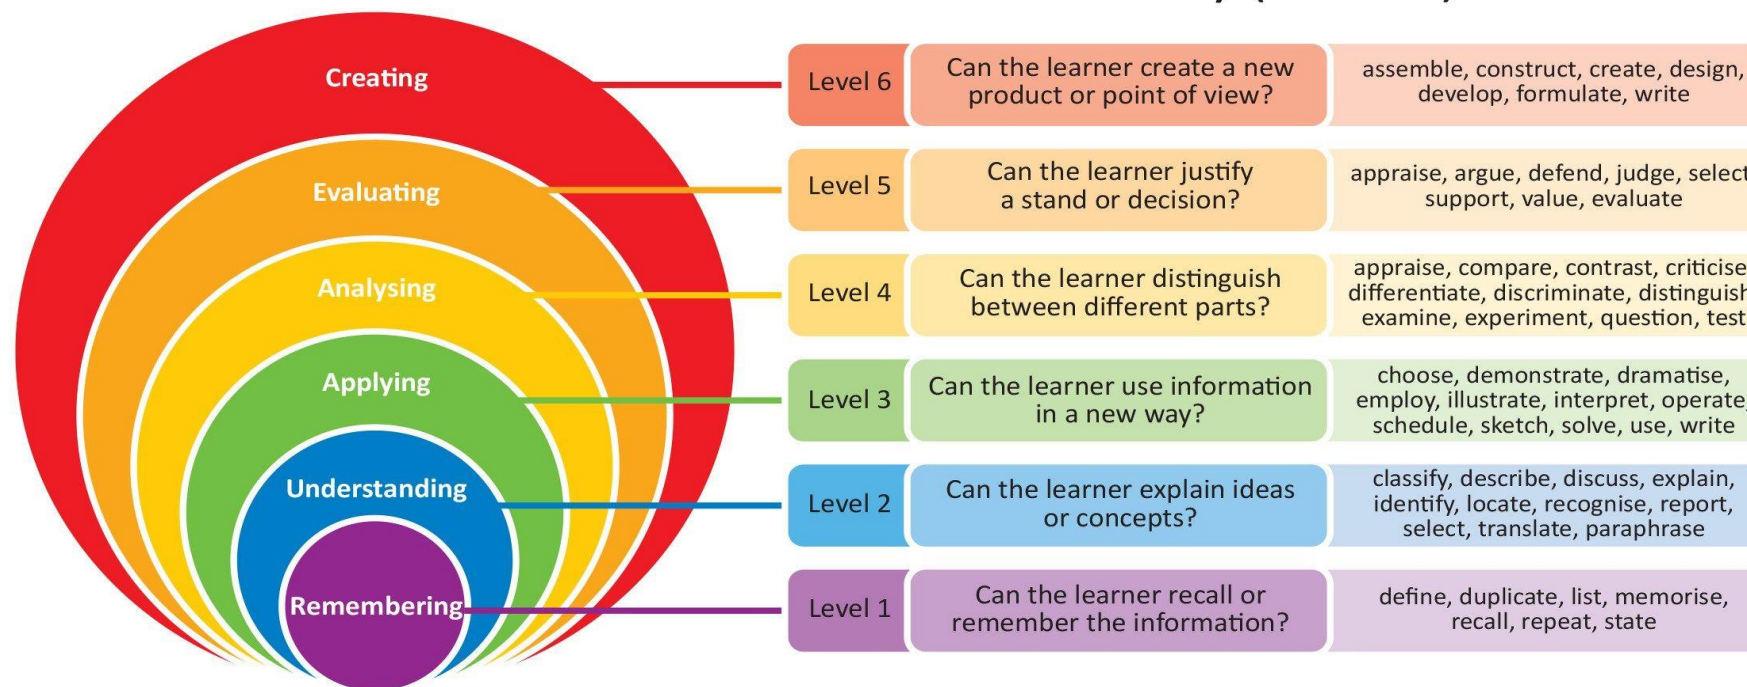 Creating
Level 6
Can the learner create a new
product or point of view?
assemble, construct, create, design,
develop, formulate, write
Evaluating
Level 5
Can the learner justify
a stand or decision?
appraise, argue, defend, judge, select
support, value, evaluate
Analysing
Level 4
Can the learner distinguish
between different parts?
appraise, compare, contrast, criticise
differentiate, discriminate, distinguish
examine, experiment, question, test
Applying
Level 3
Can the learner use information
in a new way?
choose, demonstrate, dramatise,
employ, illustrate, interpret, operate,
schedule, sketch, solve, use, write
Understanding
Level 2
Can the learner explain ideas
or concepts?
classify, describe, discuss, explain,
identify, locate, recognise, report,
select, translate, paraphrase
Remembering
Level 1
Can the learner recall or
remember the information?
define, duplicate, list, memorise,
recall, repeat, state